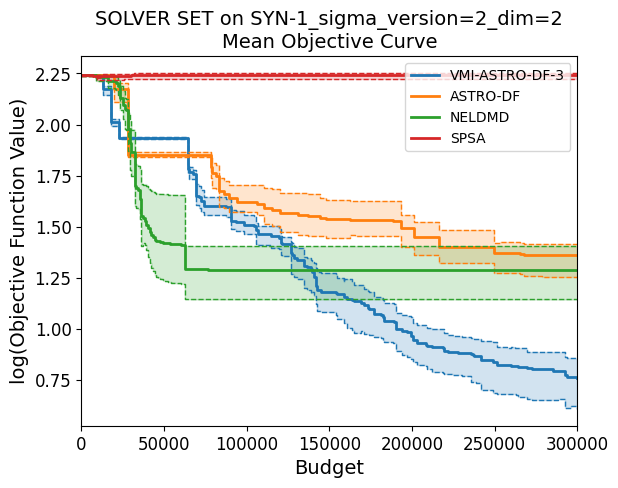 SOLVER SET on SYN-1_sigma_version=2_dim=2
Mean Objective Curve
VMI-ASTRO-DF-3
ASTRO-DF
NELDMD
SPSA
log(Objective Function Value)
2.25
2.00
1.75
1.50
1.25
1.00
0.75
0
50000
100000
150000
200000
250000
300000
Budget